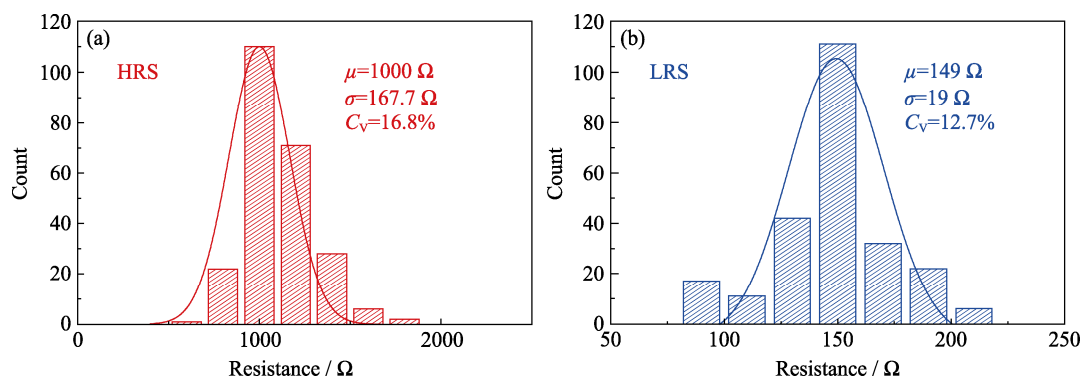 (a)
HRS
μ=1000 Ω
σ=167.7 Ω
CV=16.8%
120
100
80
60
40
20
0
Count
0
1000
2000
Resistance / Ω
(b)
LRS
μ=149 Ω
σ=19 Ω
CV=12.7%
120
100
80
60
40
20
0
Count
50
100
150
200
250
Resistance / Ω